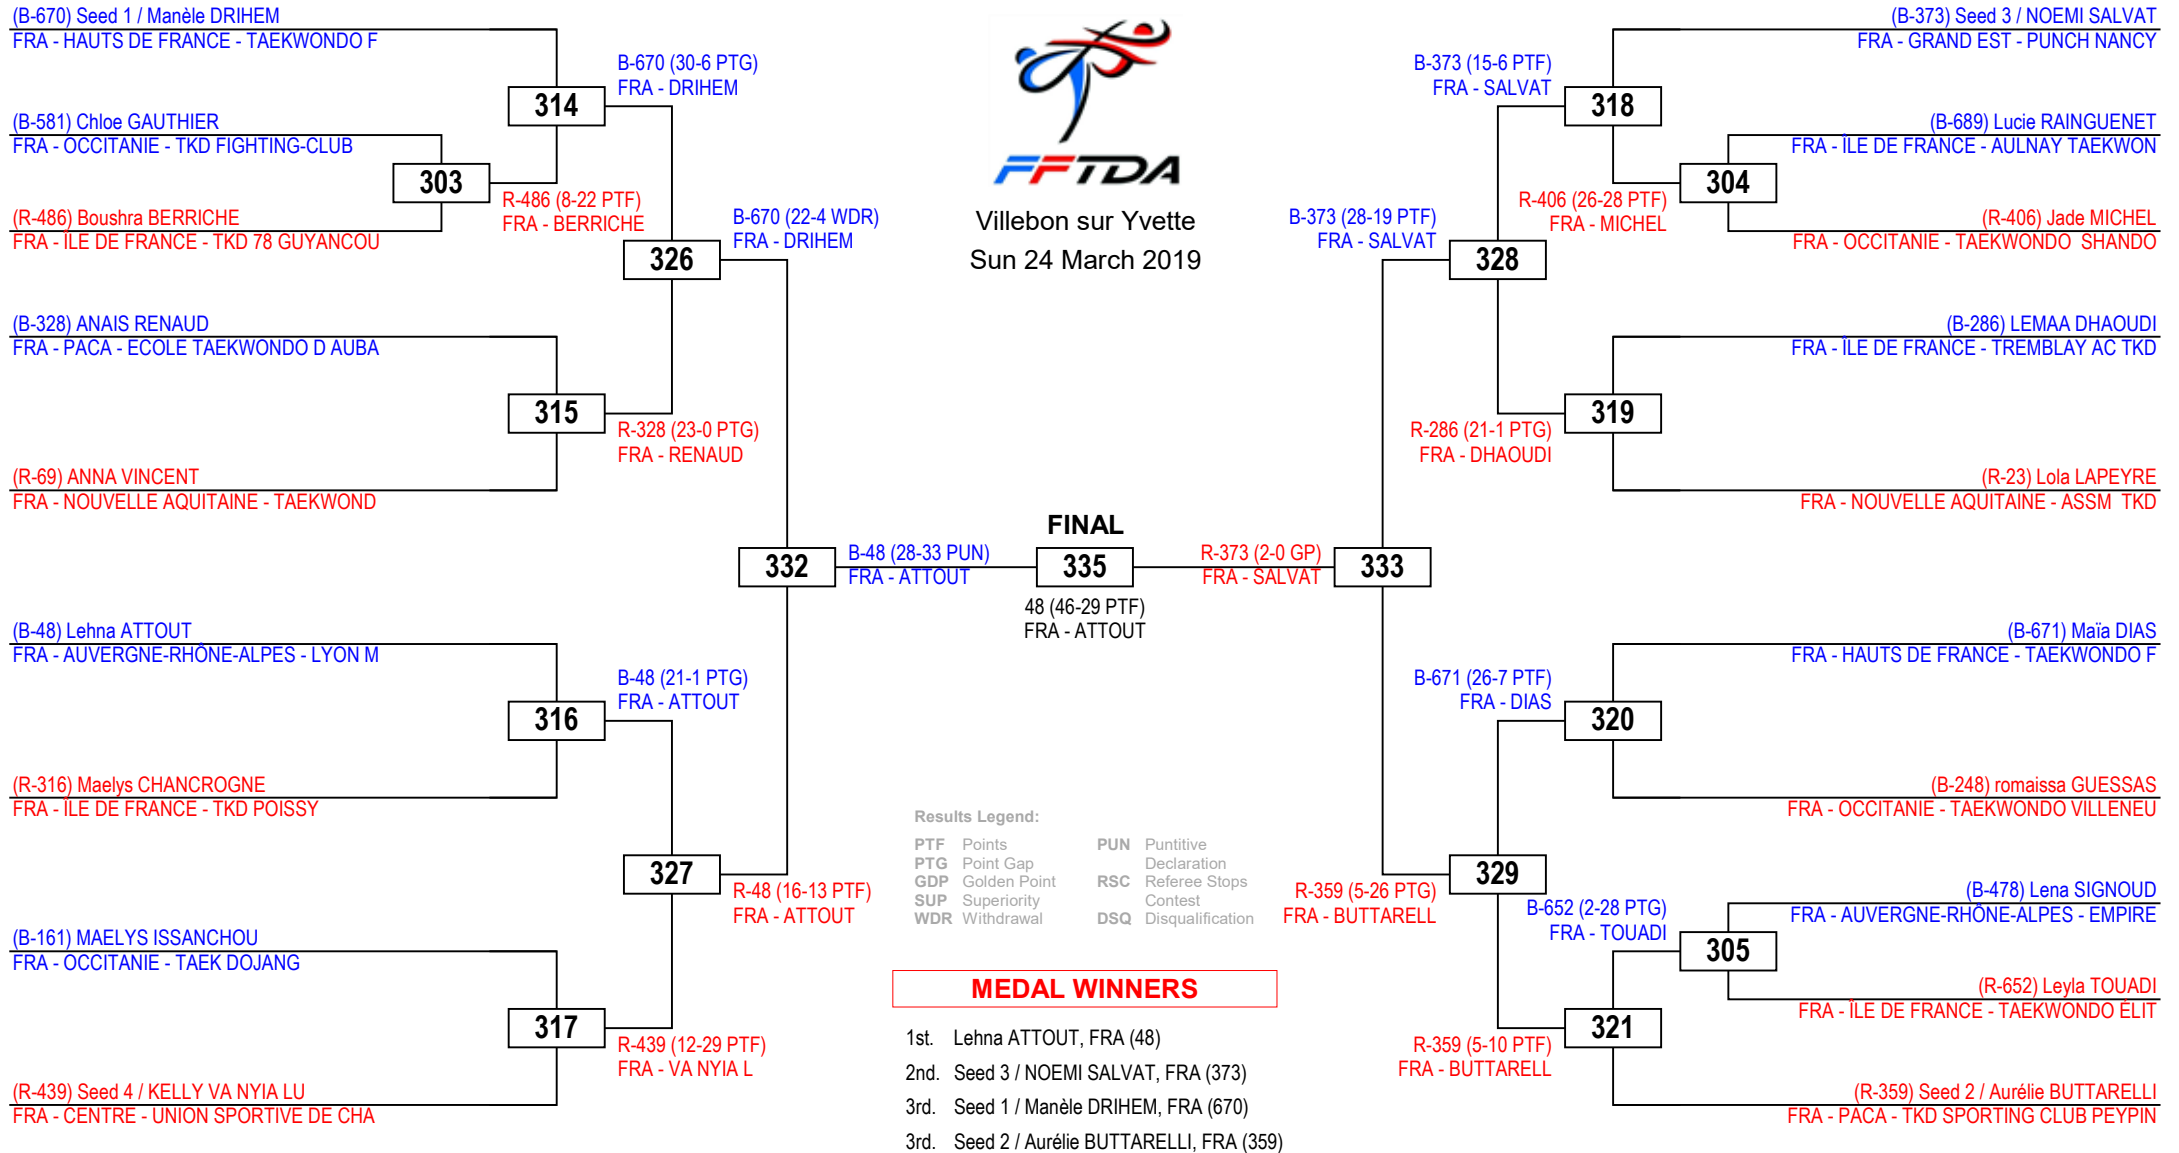 (B-670) Seed 1 / Manèle DRIHEM
FRA - HAUTS DE FRANCE - TAEKWONDO F
B-670 (30-6 PTG)
FRA - DRIHEM
314
(B-581) Chloe GAUTHIER
FRA - OCCITANIE - TKD FIGHTING-CLUB
303
R-486 (8-22 PTF)
FRA - BERRICHE
(R-486) Boushra BERRICHE
FRA - ÎLE DE FRANCE - TKD 78 GUYANCOU
B-670 (22-4 WDR)
FRA - DRIHEM
326
(B-328) ANAIS RENAUD
FRA - PACA - ECOLE TAEKWONDO D AUBA
315
R-328 (23-0 PTG)
FRA - RENAUD
(R-69) ANNA VINCENT
FRA - NOUVELLE AQUITAINE - TAEKWOND
332
B-48 (28-33 PUN)
FRA - ATTOUT
(B-48) Lehna ATTOUT
FRA - AUVERGNE-RHÔNE-ALPES - LYON M
B-48 (21-1 PTG)
FRA - ATTOUT
316
(R-316) Maelys CHANCROGNE
FRA - ÎLE DE FRANCE - TKD POISSY
327
R-48 (16-13 PTF)
FRA - ATTOUT
(B-161) MAELYS ISSANCHOU
FRA - OCCITANIE - TAEK DOJANG
317
R-439 (12-29 PTF)
FRA - VA NYIA L
(R-439) Seed 4 / KELLY VA NYIA LU
FRA - CENTRE - UNION SPORTIVE DE CHA
FFTDA
Villebon sur Yvette
Sun 24 March 2019
FINAL
335
48 (46-29 PTF)
FRA - ATTOUT
R-373 (2-0 GP)
FRA - SALVAT
333
(B-373) Seed 3 / NOEMI SALVAT
FRA - GRAND EST - PUNCH NANCY
B-373 (15-6 PTF)
FRA - SALVAT
318
(B-689) Lucie RAINGUENET
FRA - ÎLE DE FRANCE - AULNAY TAEKWON
304
R-406 (26-28 PTF)
FRA - MICHEL
(R-406) Jade MICHEL
FRA - OCCITANIE - TAEKWONDO SHANDO
B-373 (28-19 PTF)
FRA - SALVAT
328
(B-286) LEMAA DHAOUDI
FRA - ÎLE DE FRANCE - TREMBLAY AC TKD
319
R-286 (21-1 PTG)
FRA - DHAOUDI
(R-23) Lola LAPEYRE
FRA - NOUVELLE AQUITAINE - ASSM TKD
(B-671) Maïa DIAS
FRA - HAUTS DE FRANCE - TAEKWONDO F
B-671 (26-7 PTF)
FRA - DIAS
320
(B-248) romaissa GUESSAS
FRA - OCCITANIE - TAEKWONDO VILLENEU
329
R-359 (5-26 PTG)
FRA - BUTTARELL
(B-478) Lena SIGNOUD
FRA - AUVERGNE-RHÔNE-ALPES - EMPIRE
B-652 (2-28 PTG)
FRA - TOUADI
305
(R-652) Leyla TOUADI
FRA - ÎLE DE FRANCE - TAEKWONDO ÉLIT
321
R-359 (5-10 PTF)
FRA - BUTTARELL
(R-359) Seed 2 / Aurélie BUTTARELLI
FRA - PACA - TKD SPORTING CLUB PEYPIN
Results Legend:
PTF Points
PTG Point Gap
GDP Golden Point
SUP Superiority
WDR Withdrawal
PUN Puntitive
Declaration
RSC Referee Stops
Contest
DSQ Disqualification
MEDAL WINNERS
1st. Lehna ATTOUT, FRA (48)
2nd. Seed 3 / NOEMI SALVAT, FRA (373)
3rd. Seed 1 / Manèle DRIHEM, FRA (670)
3rd. Seed 2 / Aurélie BUTTARELLI, FRA (359)